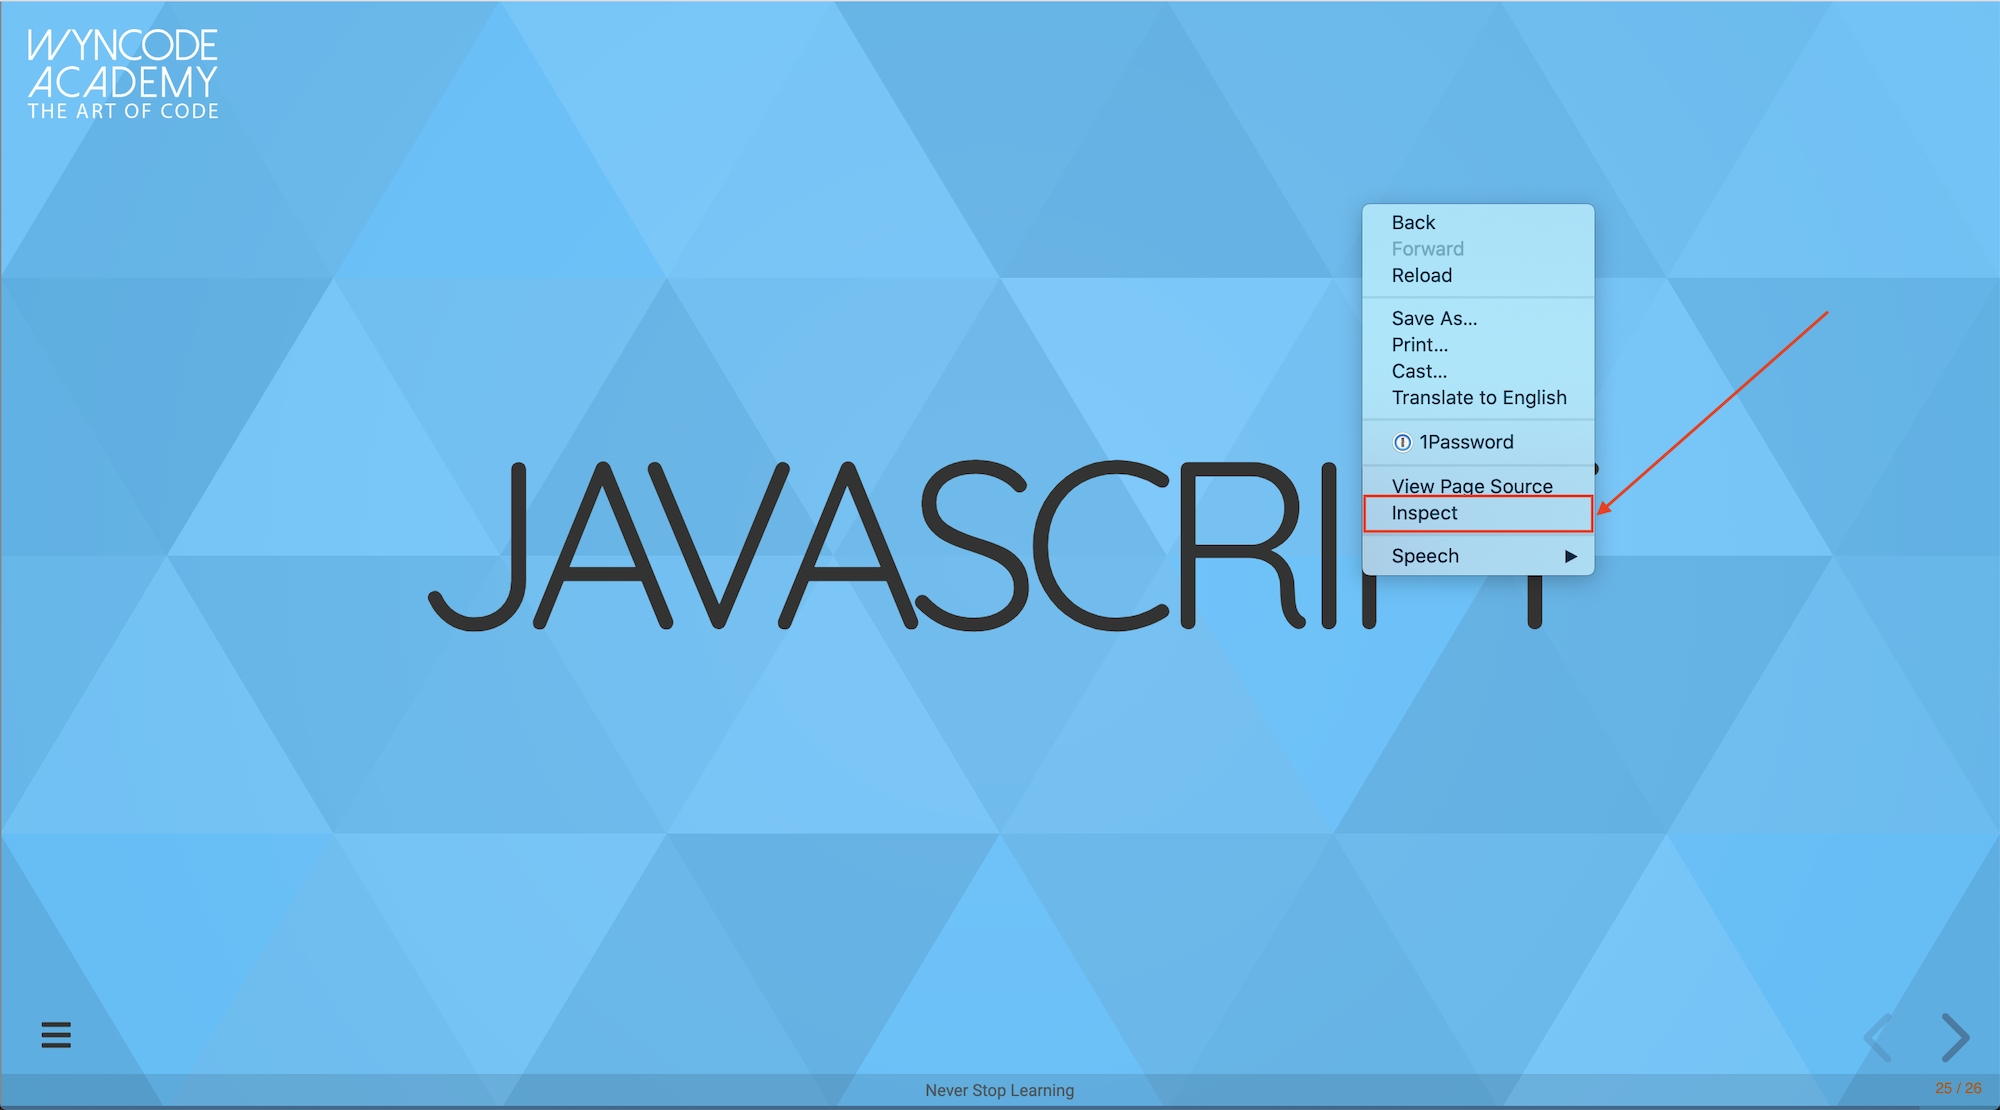 WYNCODE
ACADEMY
THE ART OF CODE
Back
Forward
Reload
Save As...
Print...
Cast...
Translate to English
1Password
View Page Source
Inspect
Speech
JAVASCRIPT
Never Stop Learning
25 / 26